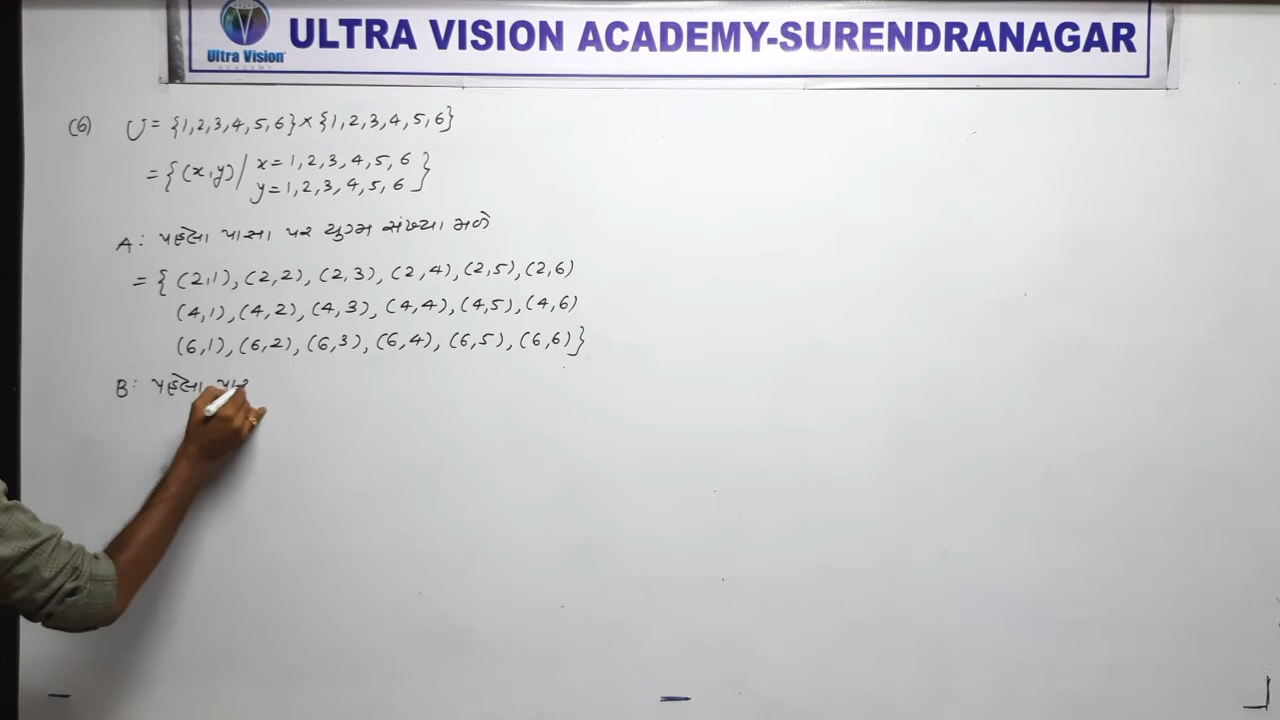 Ultra Vision
ACADEMY
ULTRA VISION ACADEMY-SURENDRANAGAR
(6) U = {1,2,3,4,5,6} × {1,2,3,4,5,6}
= {(x,y) / x = 1,2,3,4,5,6
y = 1,2,3,4,5,6}
A: પહેલા પાસા પર યુગ્મ સંખ્યા મળે
= { (2,1), (2,2), (2,3), (2,4), (2,5), (2,6)
(4,1), (4,2), (4,3), (4,4), (4,5), (4,6)
(6,1), (6,2), (6,3), (6,4), (6,5), (6,6)}
B: પહેલા